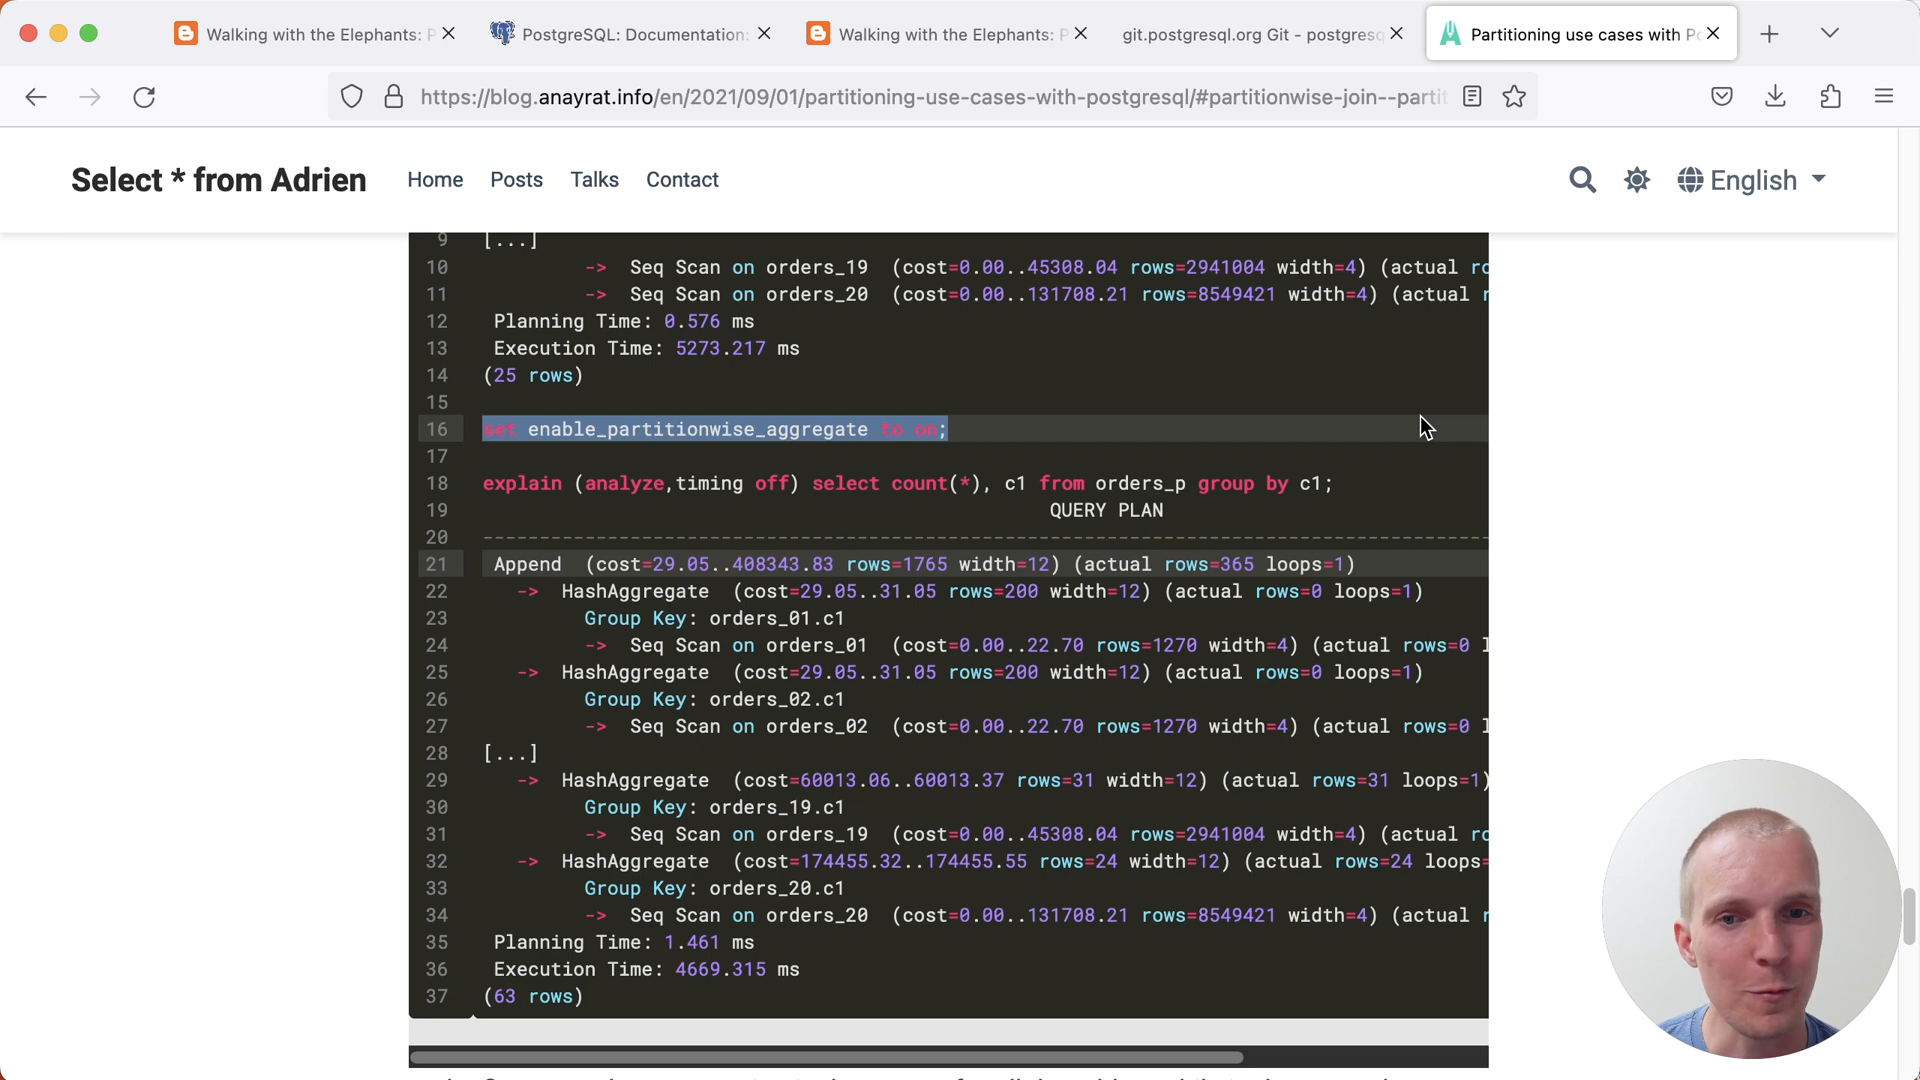 Walking with the Elephants: P
PostgreSQL: Documentation:
Walking with the Elephants: P
git.postgresql.org Git - postgresq
Partitioning use cases with Po
https://blog.anayrat.info/en/2021/09/01/partitioning-use-cases-with-postgresql/#partitionwise-join--partit
Select * from Adrien
Home
Posts
Talks
Contact
English
9 [...]
10 -> Seq Scan on orders_19 (cost=0.00..45308.04 rows=2941004 width=4) (actual ro
11 -> Seq Scan on orders_20 (cost=0.00..131708.21 rows=8549421 width=4) (actual r
12 Planning Time: 0.576 ms
13 Execution Time: 5273.217 ms
14 (25 rows)
15
16 set enable_partitionwise_aggregate to on;
17
18 explain (analyze,timing off) select count(*), c1 from orders_p group by c1;
19 QUERY PLAN
20 -----------------------------------------------------------------------------------------
21 Append (cost=29.05..408343.83 rows=1765 width=12) (actual rows=365 loops=1)
22 -> HashAggregate (cost=29.05..31.05 rows=200 width=12) (actual rows=0 loops=1)
23 Group Key: orders_01.c1
24 -> Seq Scan on orders_01 (cost=0.00..22.70 rows=1270 width=4) (actual rows=0 l
25 -> HashAggregate (cost=29.05..31.05 rows=200 width=12) (actual rows=0 loops=1)
26 Group Key: orders_02.c1
27 -> Seq Scan on orders_02 (cost=0.00..22.70 rows=1270 width=4) (actual rows=0 l
28 [...]
29 -> HashAggregate (cost=60013.06..60013.37 rows=31 width=12) (actual rows=31 loops=1)
30 Group Key: orders_19.c1
31 -> Seq Scan on orders_19 (cost=0.00..45308.04 rows=2941004 width=4) (actual ro
32 -> HashAggregate (cost=174455.32..174455.55 rows=24 width=12) (actual rows=24 loops=
33 Group Key: orders_20.c1
34 -> Seq Scan on orders_20 (cost=0.00..131708.21 rows=8549421 width=4) (actual r
35 Planning Time: 1.461 ms
36 Execution Time: 4669.315 ms
37 (63 rows)